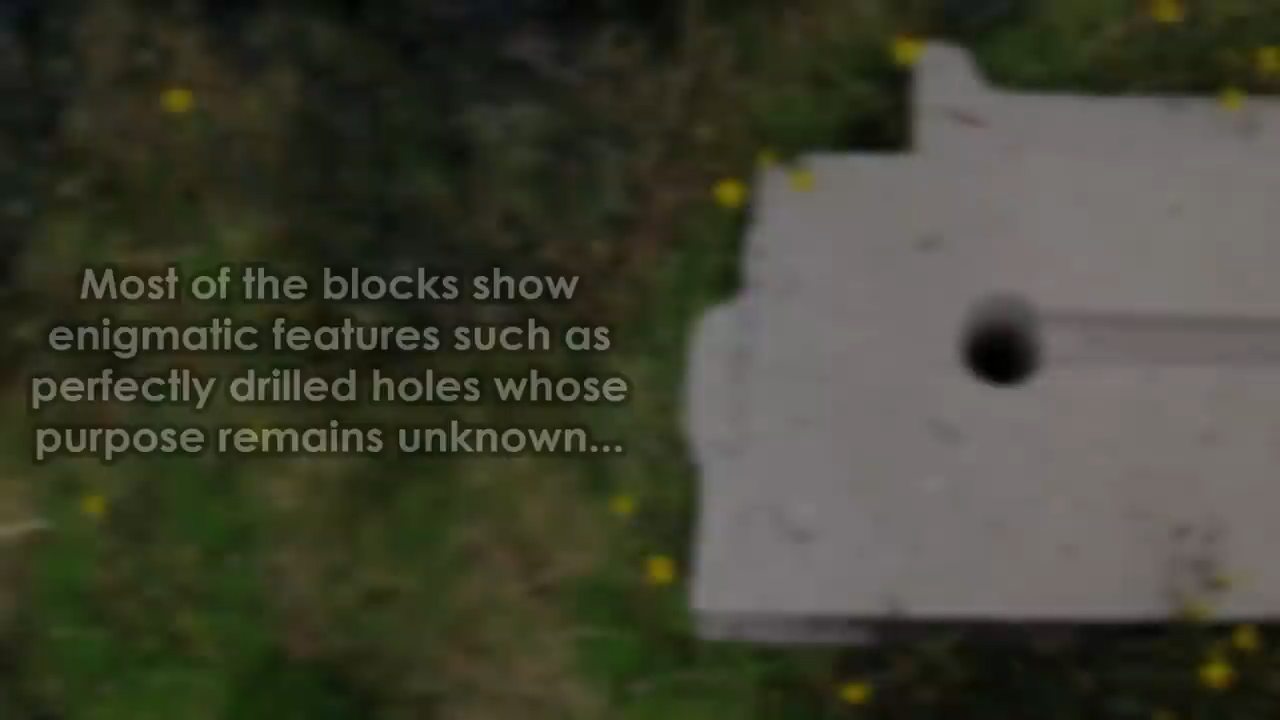 Most of the blocks show
enigmatic features such as
perfectly drilled holes whose
purpose remains unknown...